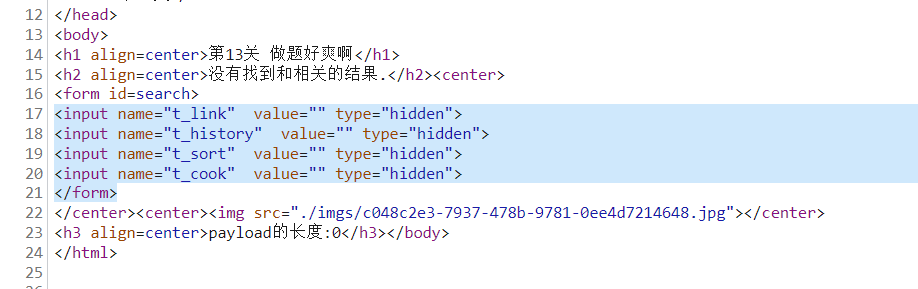 12 </head>
13 <body>
14 <h1 align=center>第13关 做题好爽啊</h1>
15 <h2 align=center>没有找到和相关的结果.</h2><center>
16 <form id=search>
17 <input name="t_link"  value="" type="hidden">
18 <input name="t_history"  value="" type="hidden">
19 <input name="t_sort"  value="" type="hidden">
20 <input name="t_cook"  value="" type="hidden">
21 </form>
22 </center><center><img src="./imgs/c048c2e3-7937-478b-9781-0ee4d7214648.jpg"></center>
23 <h3 align=center>payload的长度:0</h3></body>
24 </html>
25